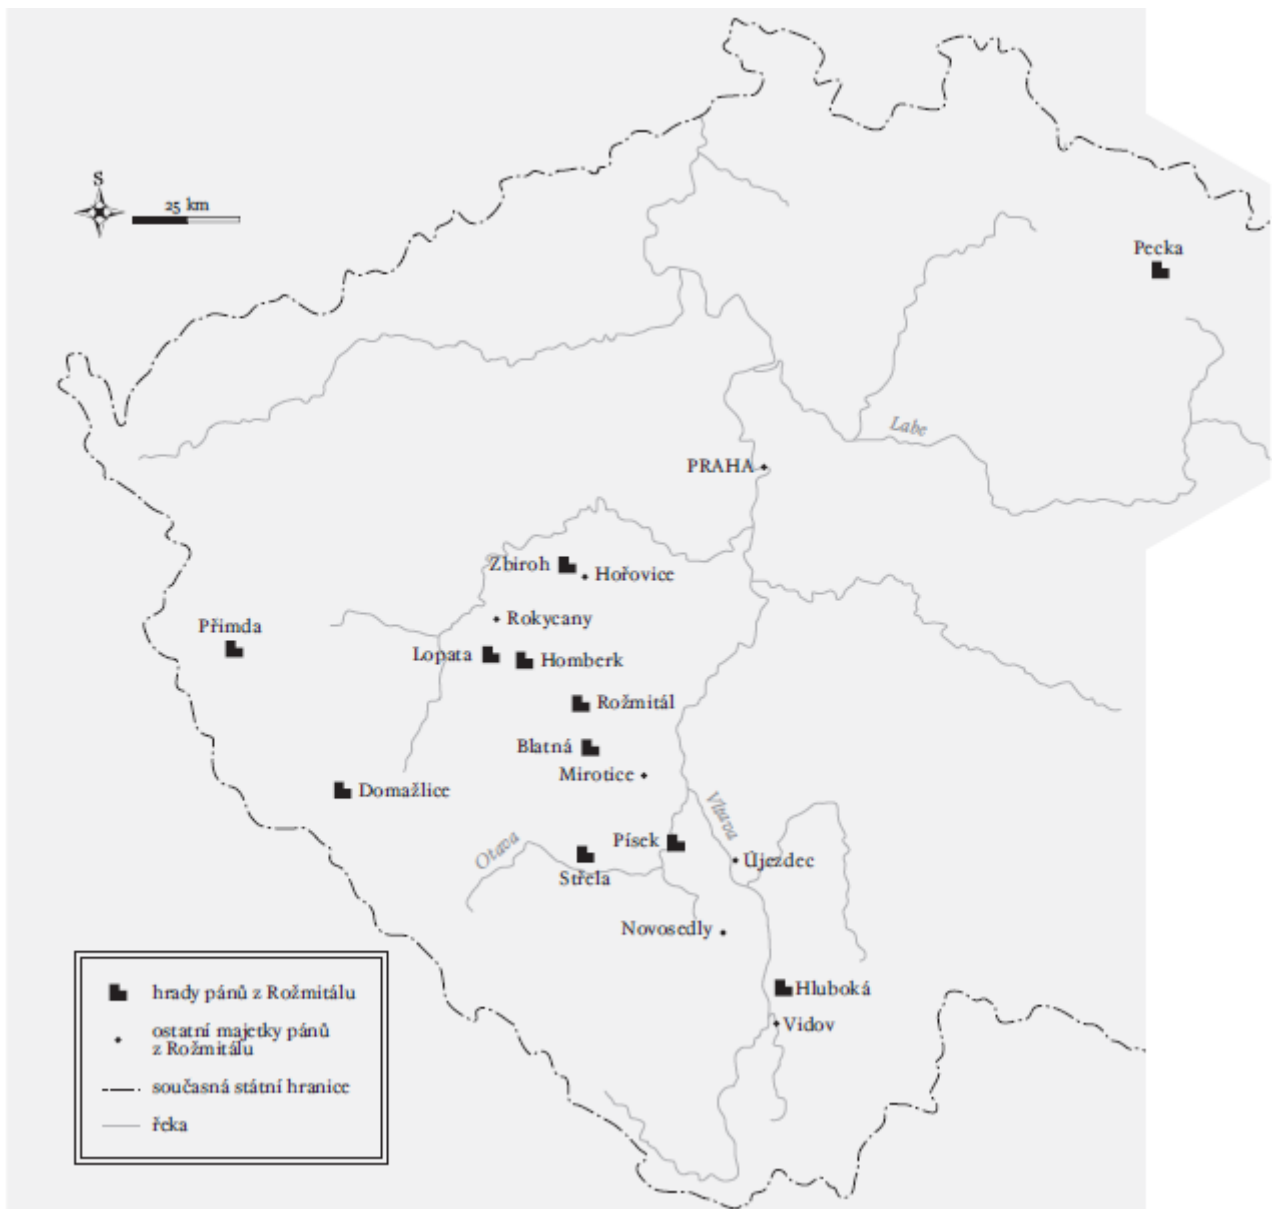 S
25 km
Pecka
Labe
PRAHA
Zbiroh
Hořovice
Rokycany
Přimda
Lopata
Homberk
Rožmitál
Blatná
Mirotice
Domažlice
Vltava
Otava
Písek
Újezdec
Střela
Novosedly
Hluboká
Vidov
hrady pánů z Rožmitálu
ostatní majetky pánů
z Rožmitálu
současná státní hranice
řeka